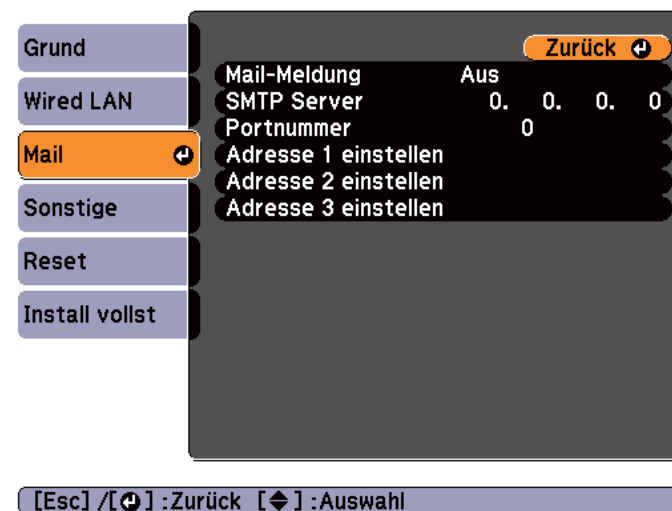 Grund
Wired LAN
Mail
Sonstige
Reset
Install vollst
Zurück
Mail-Meldung Aus
SMTP Server 0. 0. 0. 0
Portnummer 0
Adresse 1 einstellen
Adresse 2 einstellen
Adresse 3 einstellen
[Esc] /[⏎] :Zurück [◆] :Auswahl